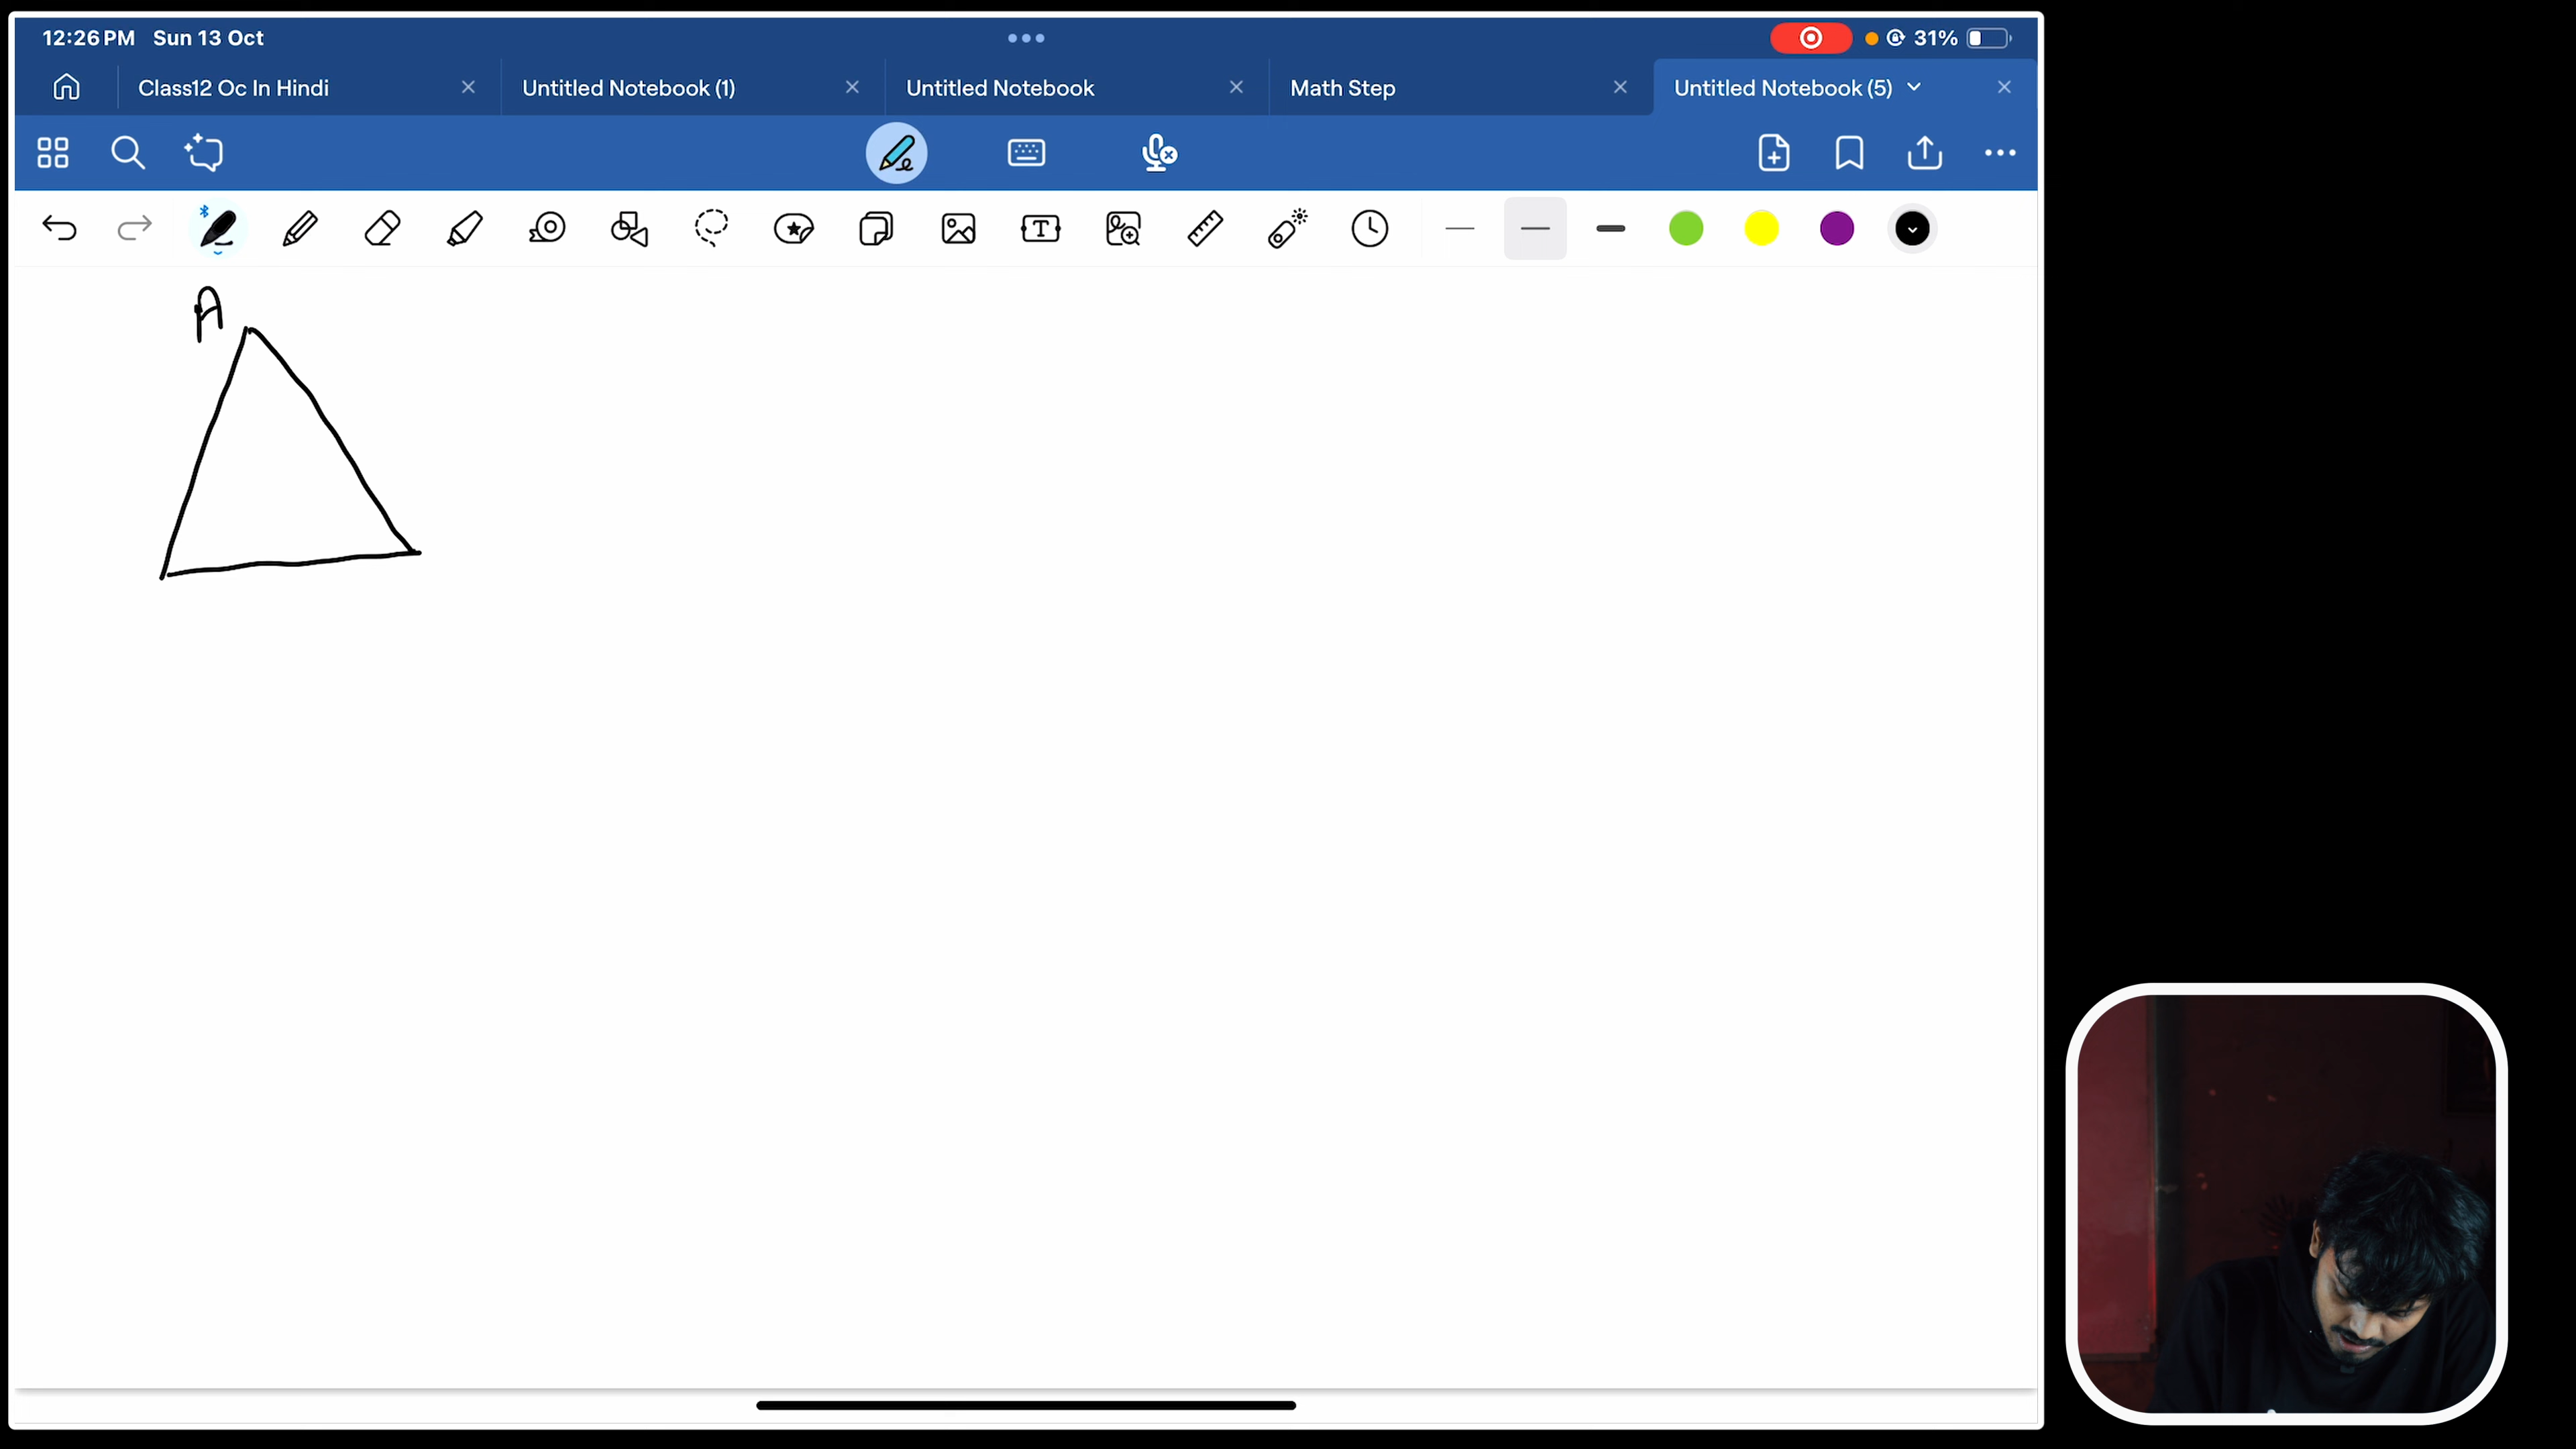 12:26 PM Sun 13 Oct 31%
Class12 Oc In Hindi Untitled Notebook (1) Untitled Notebook Math Step Untitled Notebook (5)
A